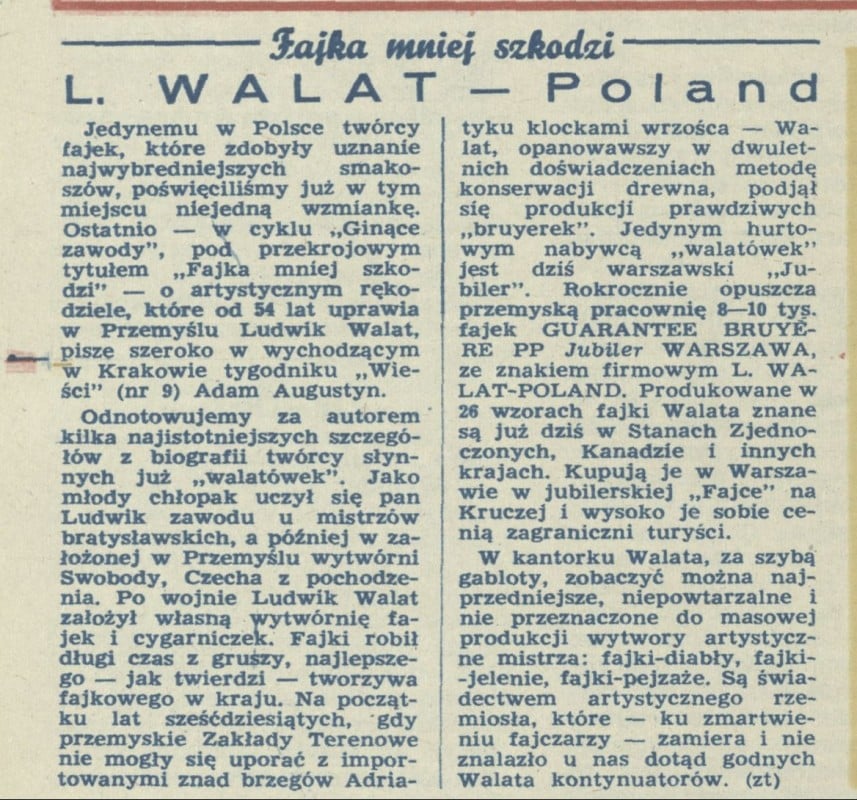 Fajka mniej szkodzi
L. WALAT — Poland
Jedynemu w Polsce twórcy
fajek, które zdobyły uznanie
najwybredniejszych smako-
szów, poświęciliśmy już w tym
miejscu niejedną wzmiankę.
Ostatnio — w cyklu „Ginące
zawody”, pod przekrojowym
tytułem „Fajka mniej szko-
dzi” — o artystycznym ręko-
dziele, które od 54 lat uprawia
w Przemyślu Ludwik Walat,
pisze szeroko w wychodzącym
w Krakowie tygodniku „Wie-
ści” (nr 9) Adam Augustyn.
Odnotowujemy za autorem
kilka najistotniejszych szczegó-
łów z biografii twórcy słyn-
nych już „walatówek”. Jako
młody chłopak uczył się pan
Ludwik zawodu u mistrzów
bratysławskich, a później w za-
łożonej w Przemyślu wytwórni
Swobody, Czecha z pochodze-
nia. Po wojnie Ludwik Walat
założył własną wytwórnię fa-
jek i cygarniczek. Fajki robił
długi czas z gruszy, najlepsze-
go — jak twierdzi — tworzywa
fajkowego w kraju. Na począt-
ku lat sześćdziesiątych, gdy
przemyskie Zakłady Terenowe
nie mogły się uporać z impor-
towanymi znad brzegów Adria-
tyku klockami wrzośca — Wa-
lat, opanowawszy w dwulet-
nich doświadczeniach metodę
konserwacji drewna, podjął
się produkcji prawdziwych
„bruyerek”. Jedynym hurto-
wym nabywcą „walatówek”
jest dziś warszawski „Ju-
biler”. Rokrocznie opuszcza
przemyską pracownię 8—10 tys.
fajek GUARANTEE BRUYÉ-
RE PP Jubiler WARSZAWA,
ze znakiem firmowym L. WA-
LAT-POLAND. Produkowane w
26 wzorach fajki Walata znane
są już dziś w Stanach Zjedno-
czonych, Kanadzie i innych
krajach. Kupują je w Warsza-
wie w jubilerskiej „Fajce” na
Kruczej i wysoko je sobie ce-
nią zagraniczni turyści.
W kantorku Walata, za szybą
gabloty, zobaczyć można naj-
przedniejsze, niepowtarzalne i
nie przeznaczone do masowej
produkcji wytwory artystycz-
ne mistrza: fajki-diabły, fajki-
-jelenie, fajki-pejzaże. Są świa-
dectwem artystycznego rze-
miosła, które — ku zmartwie-
niu fajczarzy — zamiera i nie
znalazło u nas dotąd godnych
Walata kontynuatorów. (zt)